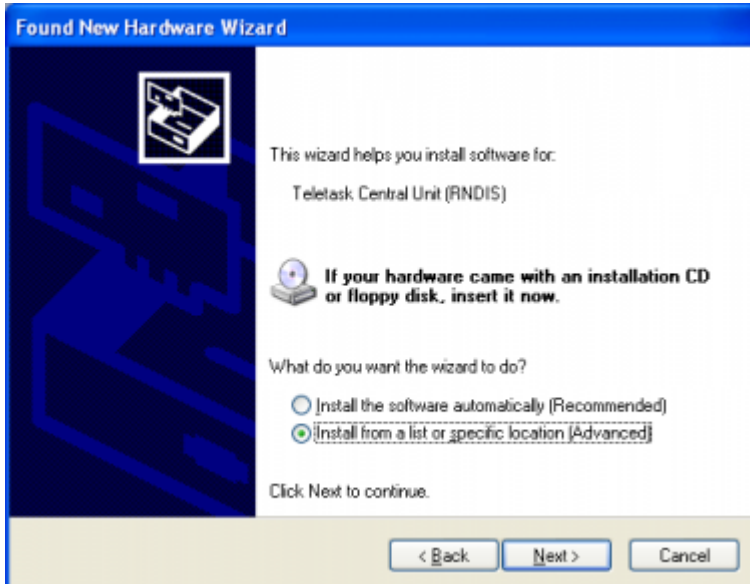 Found New Hardware Wizard
This wizard helps you install software for:
Teletask Central Unit (RNDIS)
If your hardware came with an installation CD
or floppy disk, insert it now.
What do you want the wizard to do?
Install the software automatically (Recommended)
Install from a list or specific location (Advanced)
Click Next to continue.
< Back
Next >
Cancel